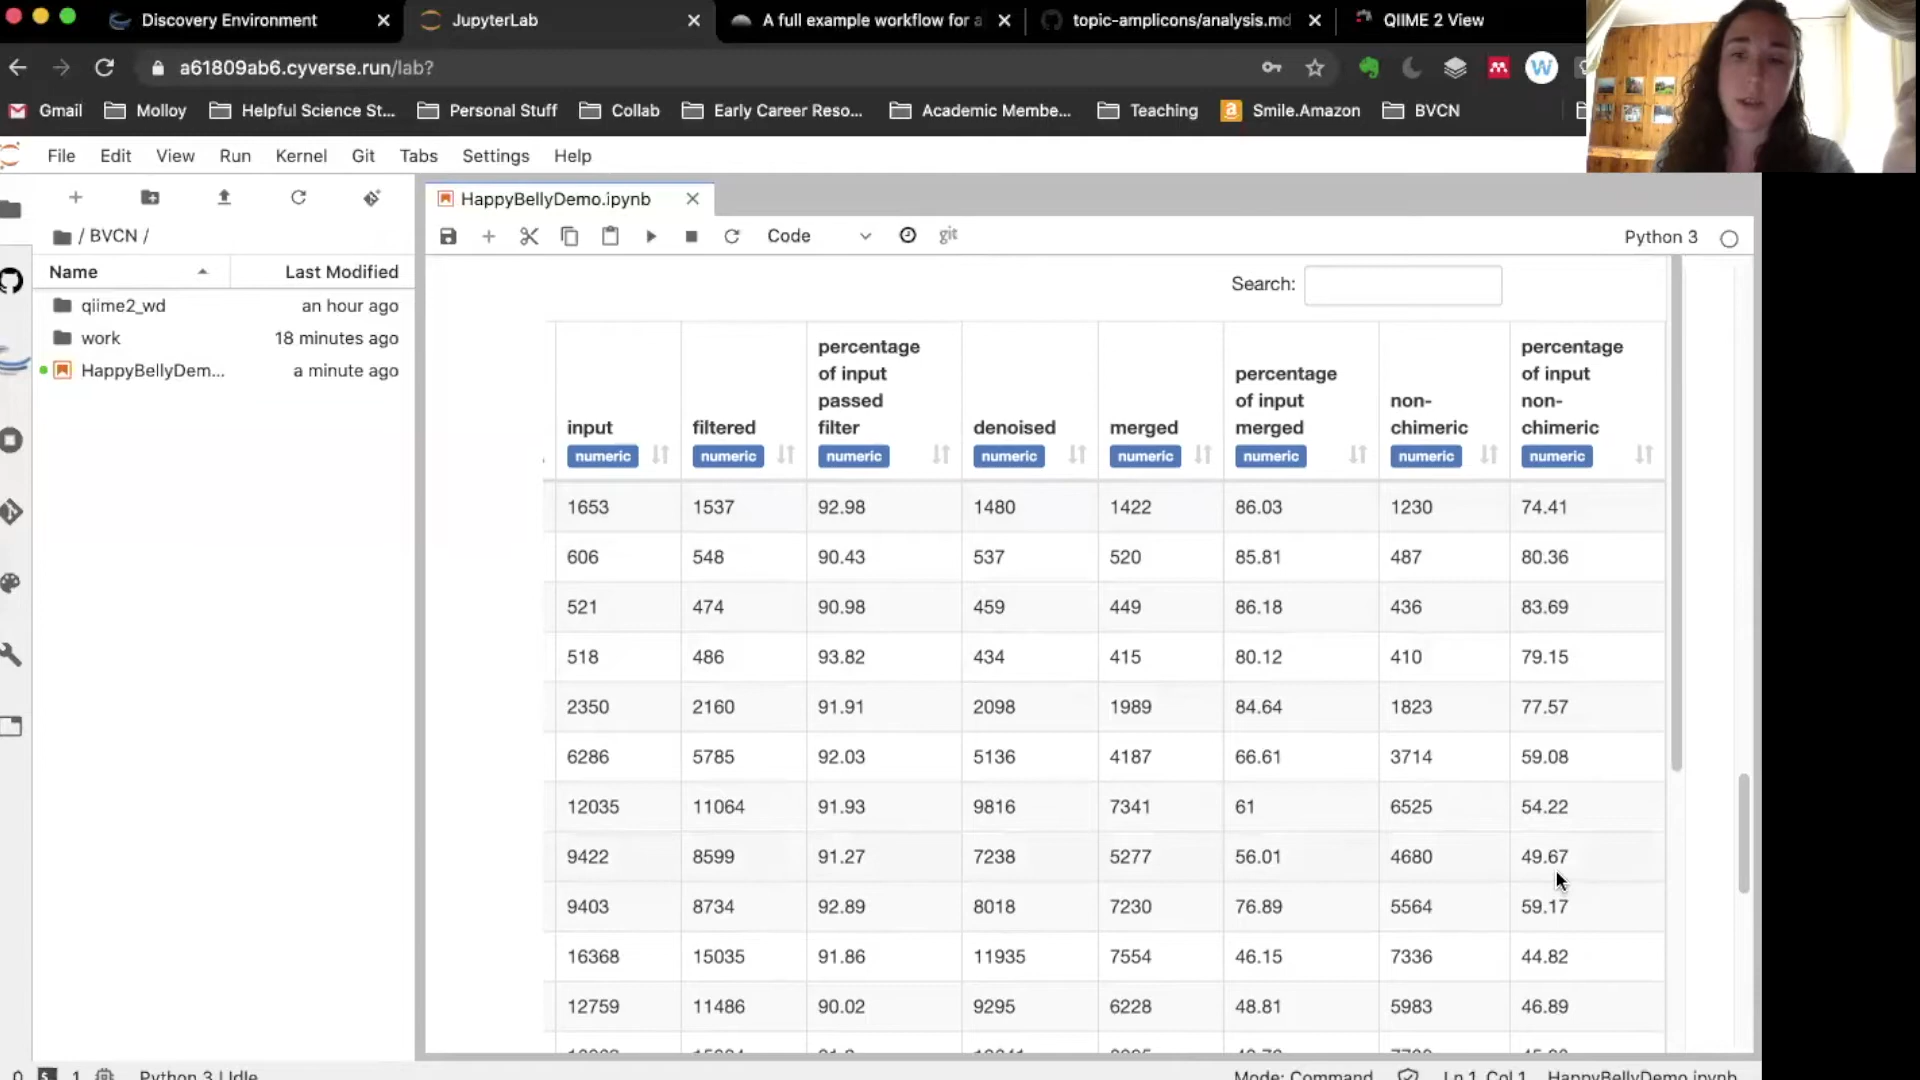 Discovery Environment
JupyterLab
A full example workflow for a
topic-amplicons/analysis.md
QIIME 2 View
a61809ab6.cyverse.run/lab?
W
Gmail
Molloy
Helpful Science St...
Personal Stuff
Collab
Early Career Reso...
Academic Membe...
Teaching
Smile.Amazon
BVCN
File Edit View Run Kernel Git Tabs Settings Help
HappyBellyDemo.ipynb
/ BVCN /
Code
git
Python 3
Name Last Modified
qiime2_wd an hour ago
work 18 minutes ago
HappyBellyDem... a minute ago
Search:
input filtered percentage of input passed filter denoised merged percentage of input merged non-chimeric percentage of input non-chimeric
numeric numeric numeric numeric numeric numeric numeric numeric
1653 1537 92.98 1480 1422 86.03 1230 74.41
606 548 90.43 537 520 85.81 487 80.36
521 474 90.98 459 449 86.18 436 83.69
518 486 93.82 434 415 80.12 410 79.15
2350 2160 91.91 2098 1989 84.64 1823 77.57
6286 5785 92.03 5136 4187 66.61 3714 59.08
12035 11064 91.93 9816 7341 61 6525 54.22
9422 8599 91.27 7238 5277 56.01 4680 49.67
9403 8734 92.89 8018 7230 76.89 5564 59.17
16368 15035 91.86 11935 7554 46.15 7336 44.82
12759 11486 90.02 9295 6228 48.81 5983 46.89
0 1 Python 3 | Idle
Mode: Command Ln 1, Col 1 HappyBellyDemo.ipynb